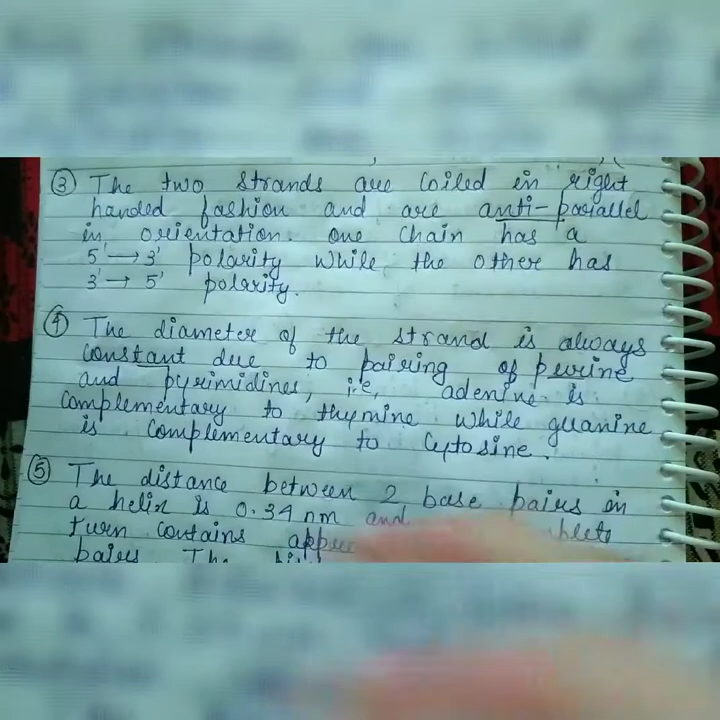 ③ The two strands are coiled in right
handed fashion and are anti-parallel
in orientation. One chain has a
5'→3' polarity while the other has
3'→ 5' polarity.
④ The diameter of the strand is always
constant due to pairing of purine
and pyrimidines, i.e, adenine is
complementary to thymine while guanine
is complementary to Cytosine.
⑤ The distance between 2 base pairs in
a helix is 0.34 nm and
turn contains
pairs. The